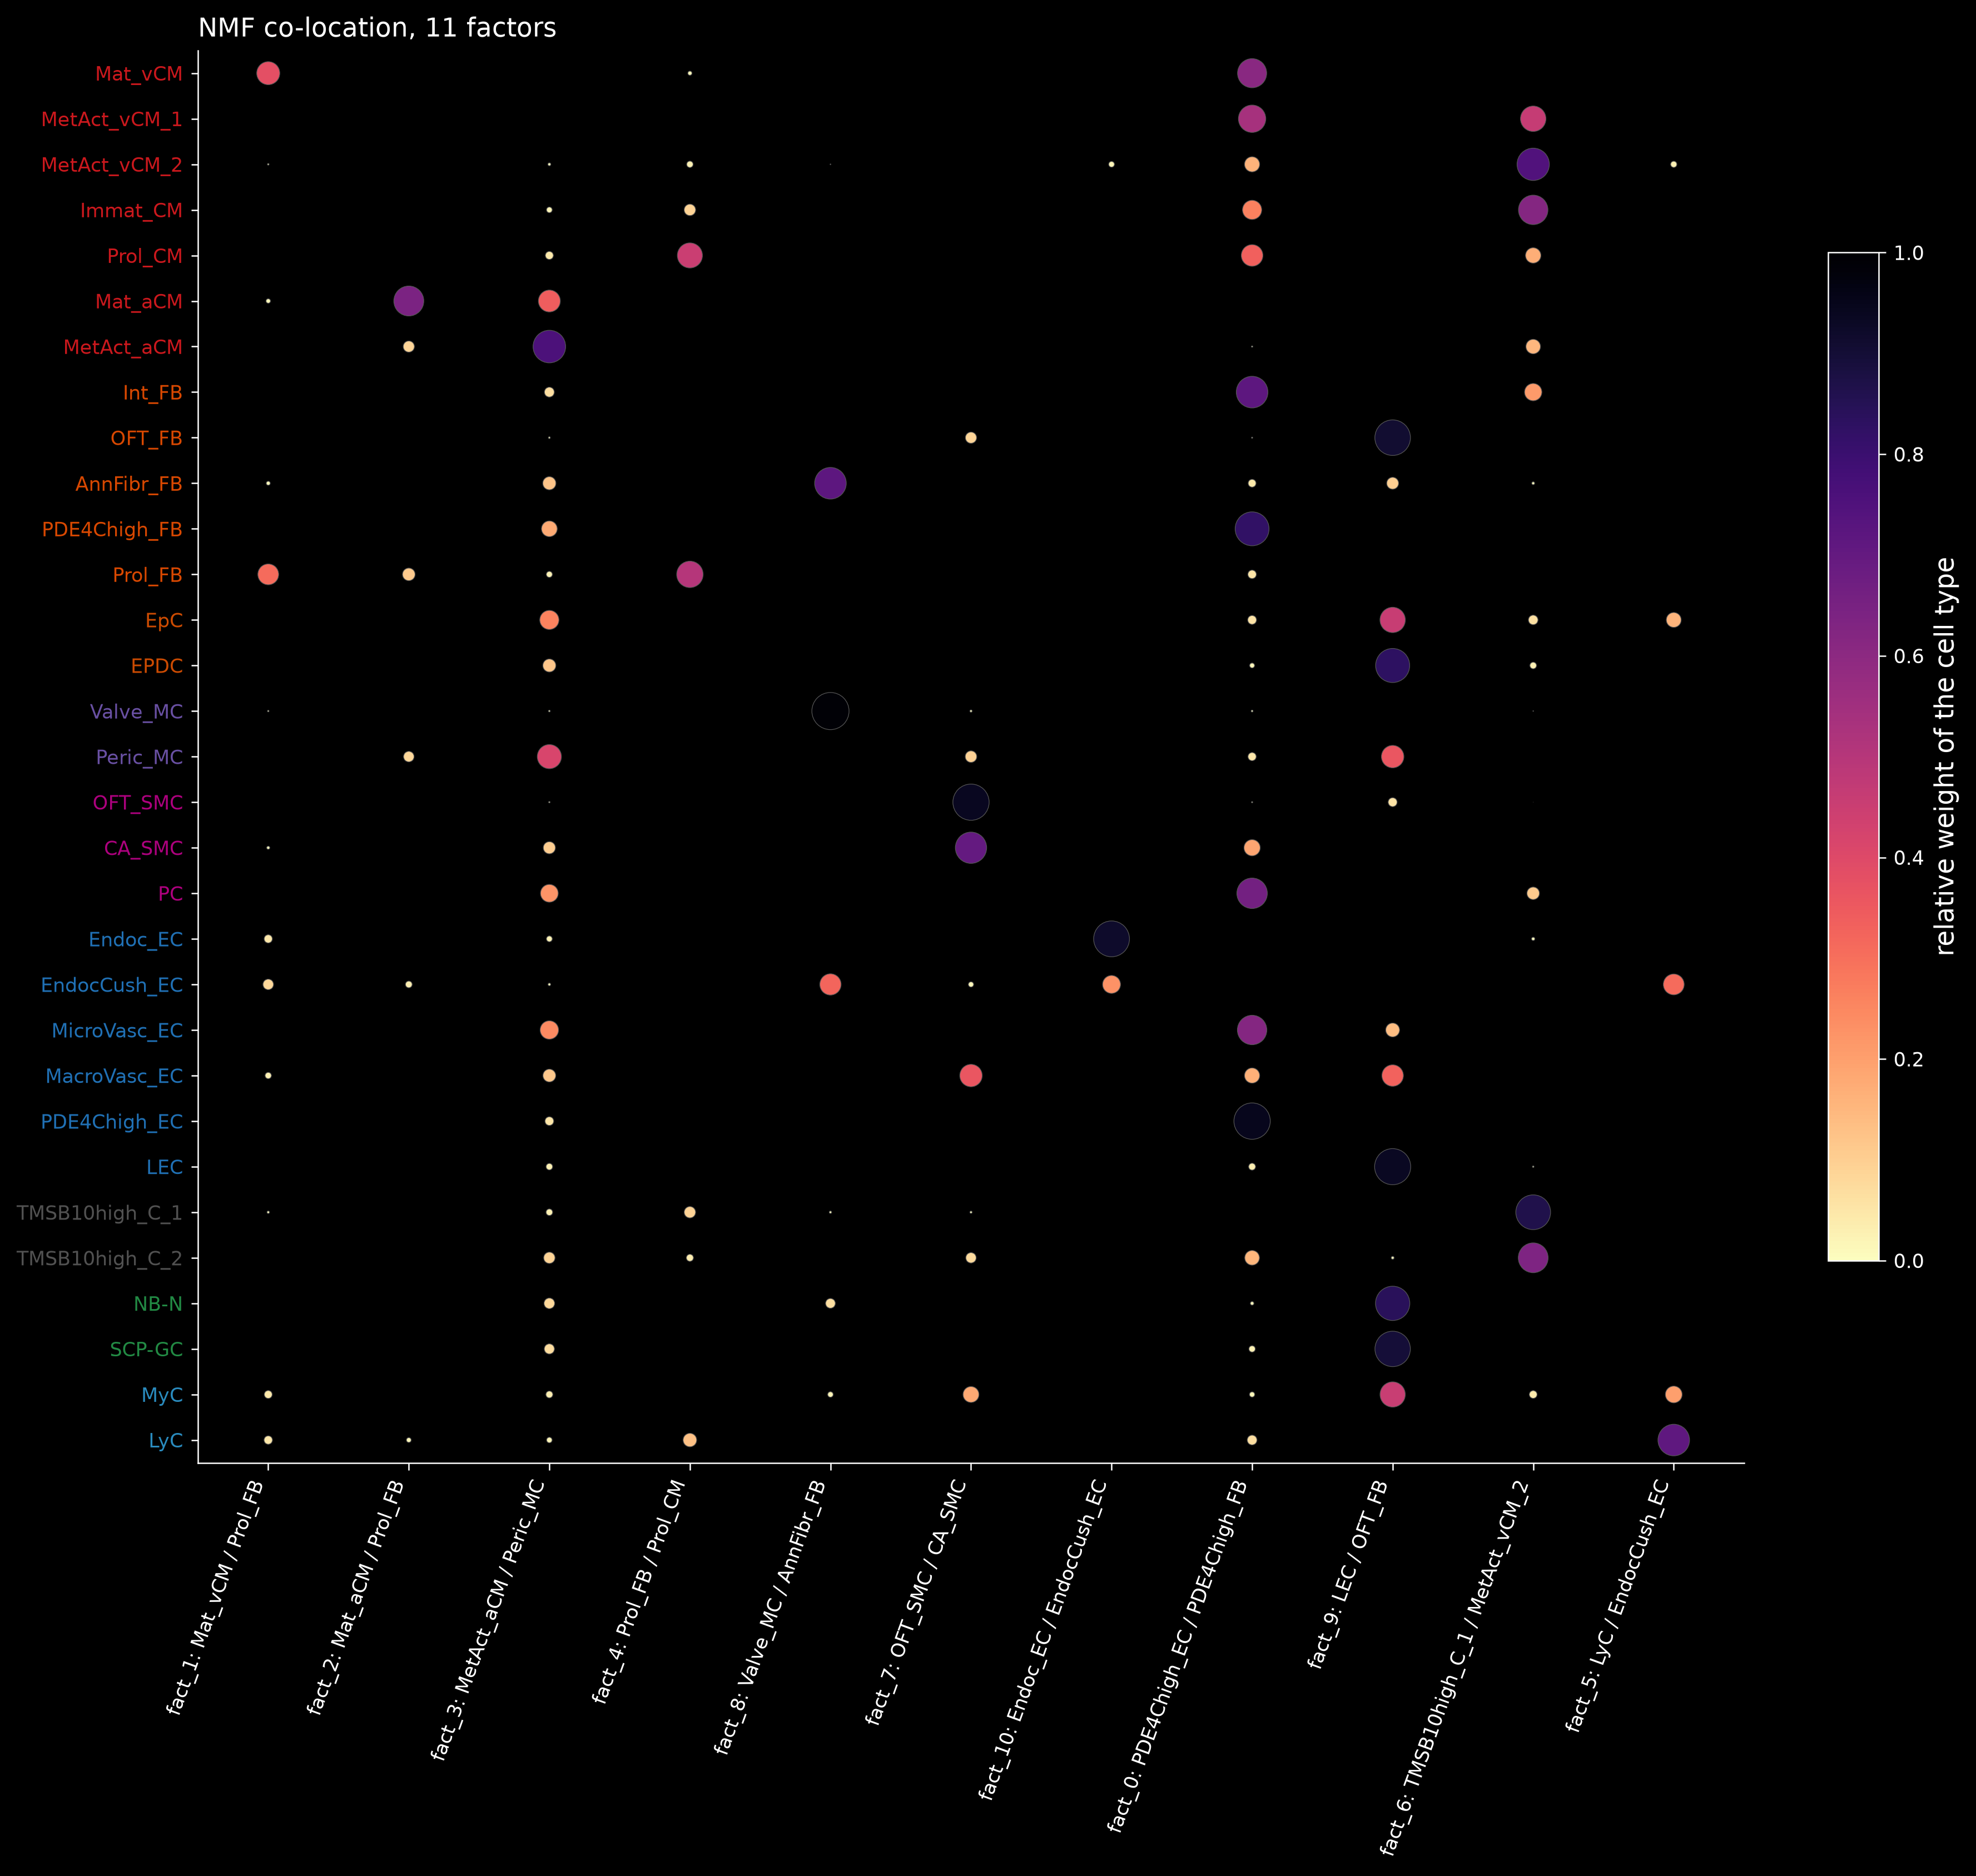 NMF co-location, 11 factors
Mat_vCM
MetAct_vCM_1
MetAct_vCM_2
Immat_CM
Prol_CM
Mat_aCM
MetAct_aCM
Int_FB
OFT_FB
AnnFibr_FB
PDE4Chigh_FB
Prol_FB
EpC
EPDC
Valve_MC
Peric_MC
OFT_SMC
CA_SMC
PC
Endoc_EC
EndocCush_EC
MicroVasc_EC
MacroVasc_EC
PDE4Chigh_EC
LEC
TMSB10high_C_1
TMSB10high_C_2
NB-N
SCP-GC
MyC
LyC
fact_1: Mat_vCM / Prol_FB
fact_2: Mat_aCM / Prol_FB
fact_3: MetAct_aCM / Peric_MC
fact_4: Prol_FB / Prol_CM
fact_8: Valve_MC / AnnFibr_FB
fact_7: OFT_SMC / CA_SMC
fact_10: Endoc_EC / EndocCush_EC
fact_0: PDE4Chigh_EC / PDE4Chigh_FB
fact_9: LEC / OFT_FB
fact_6: TMSB10high_C_1 / MetAct_vCM_2
fact_5: LyC / EndocCush_EC
1.0
0.8
0.6
0.4
0.2
0.0
relative weight of the cell type